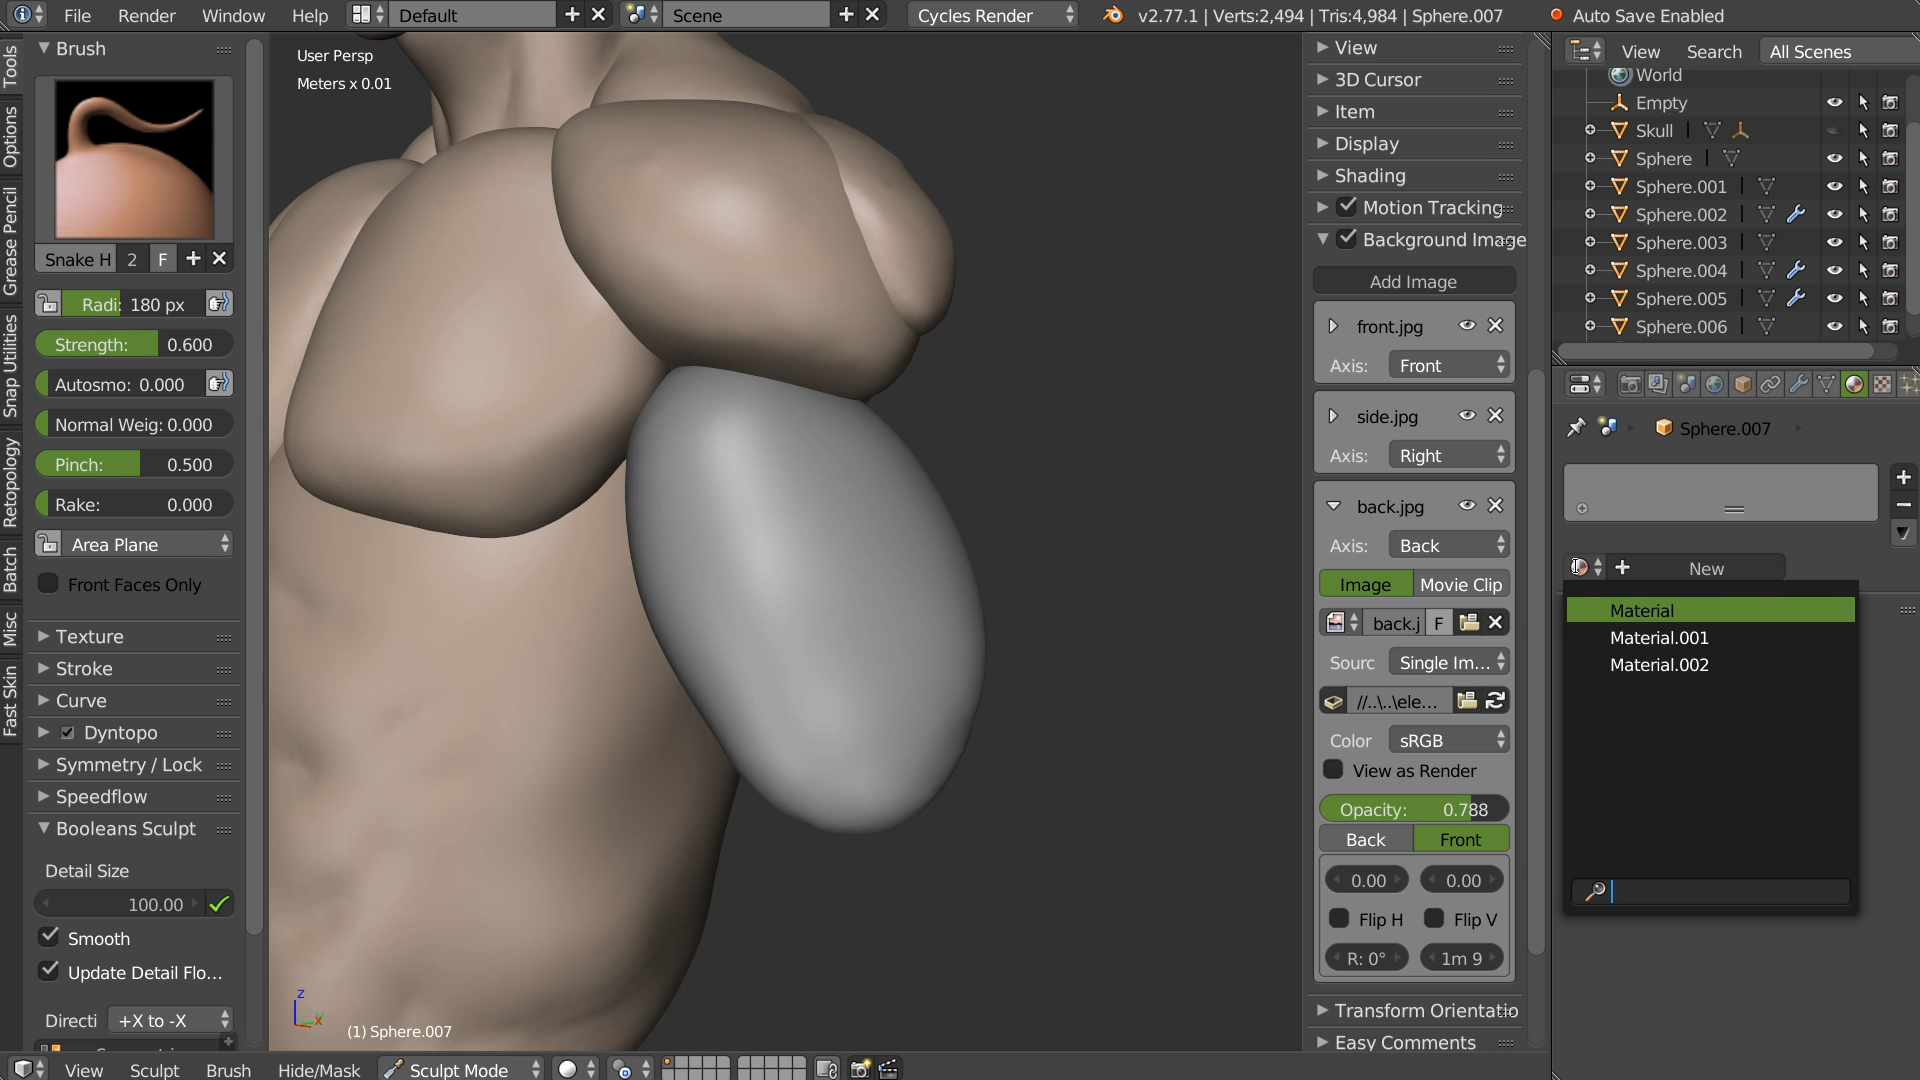 File Render Window Help Default Scene Cycles Render v2.77.1 | Verts:2,494 | Tris:4,984 | Sphere.007 Auto Save Enabled
Tools
Options
Grease Pencil
Snap Utilities
Retopology
Batch
Misc
Fast Skin
Brush
Snake H 2 F
Radi: 180 px
Strength: 0.600
Autosmo: 0.000
Normal Weig: 0.000
Pinch: 0.500
Rake: 0.000
Area Plane
Front Faces Only
Texture
Stroke
Curve
Dyntopo
Symmetry / Lock
Speedflow
Booleans Sculpt
Detail Size
100.00
Smooth
Update Detail Flo...
Directi +X to -X
User Persp
Meters x 0.01
z
x
(1) Sphere.007
View
3D Cursor
Item
Display
Shading
Motion Tracking
Background Image
Add Image
front.jpg
Axis: Front
side.jpg
Axis: Right
back.jpg
Axis: Back
Image Movie Clip
back.j F
Sourc Single Im...
//..\..\ele...
Color sRGB
View as Render
Opacity: 0.788
Back Front
0.00 0.00
Flip H Flip V
R: 0° 1m 9
Transform Orientatio
Easy Comments
View Search All Scenes
World
Empty
Skull
Sphere
Sphere.001
Sphere.002
Sphere.003
Sphere.004
Sphere.005
Sphere.006
Sphere.007
New
Material
Material.001
Material.002
View Sculpt Brush Hide/Mask Sculpt Mode